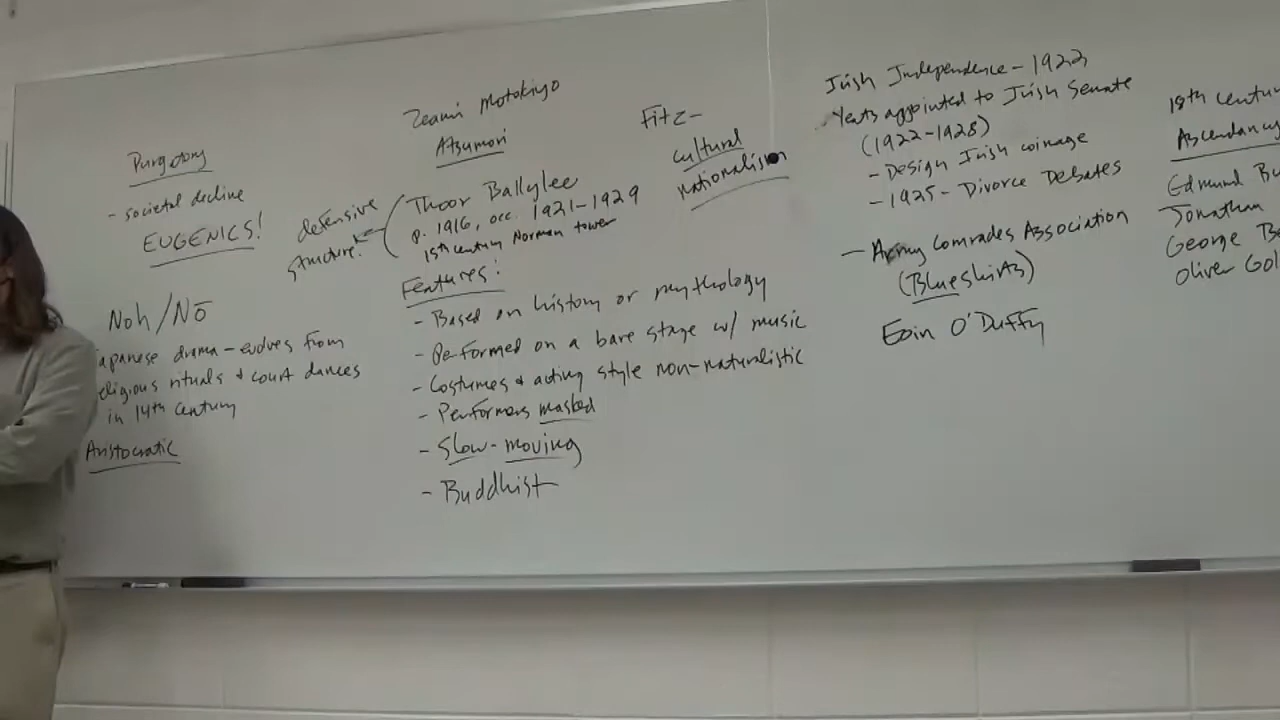 Purgatory
- societal decline
EUGENICS!
Noh/Nō
Japanese drama - evolves from
religious rituals + court dances
in 14th century
Aristocratic
Zeami Motokiyo
Atsumori
defensive
structure!
Thoor Ballylee
p. 1916, occ. 1921-1929
15th century Norman tower
Features:
- Based on history or mythology
- Performed on a bare stage w/ music
- Costumes + acting style non-naturalistic
- Performers masked
- Slow-moving
- Buddhist
Fitz-
cultural
nationalism
Irish Independence - 1922
Yeats appointed to Irish Senate
(1922-1928)
- Design Irish coinage
- 1925 - Divorce Debates
- Army Comrades Association
(Blueshirts)
Eoin O'Duffy
18th centur
Ascendancy
Edmund Bu
Jonathan
George Be
Oliver Gol